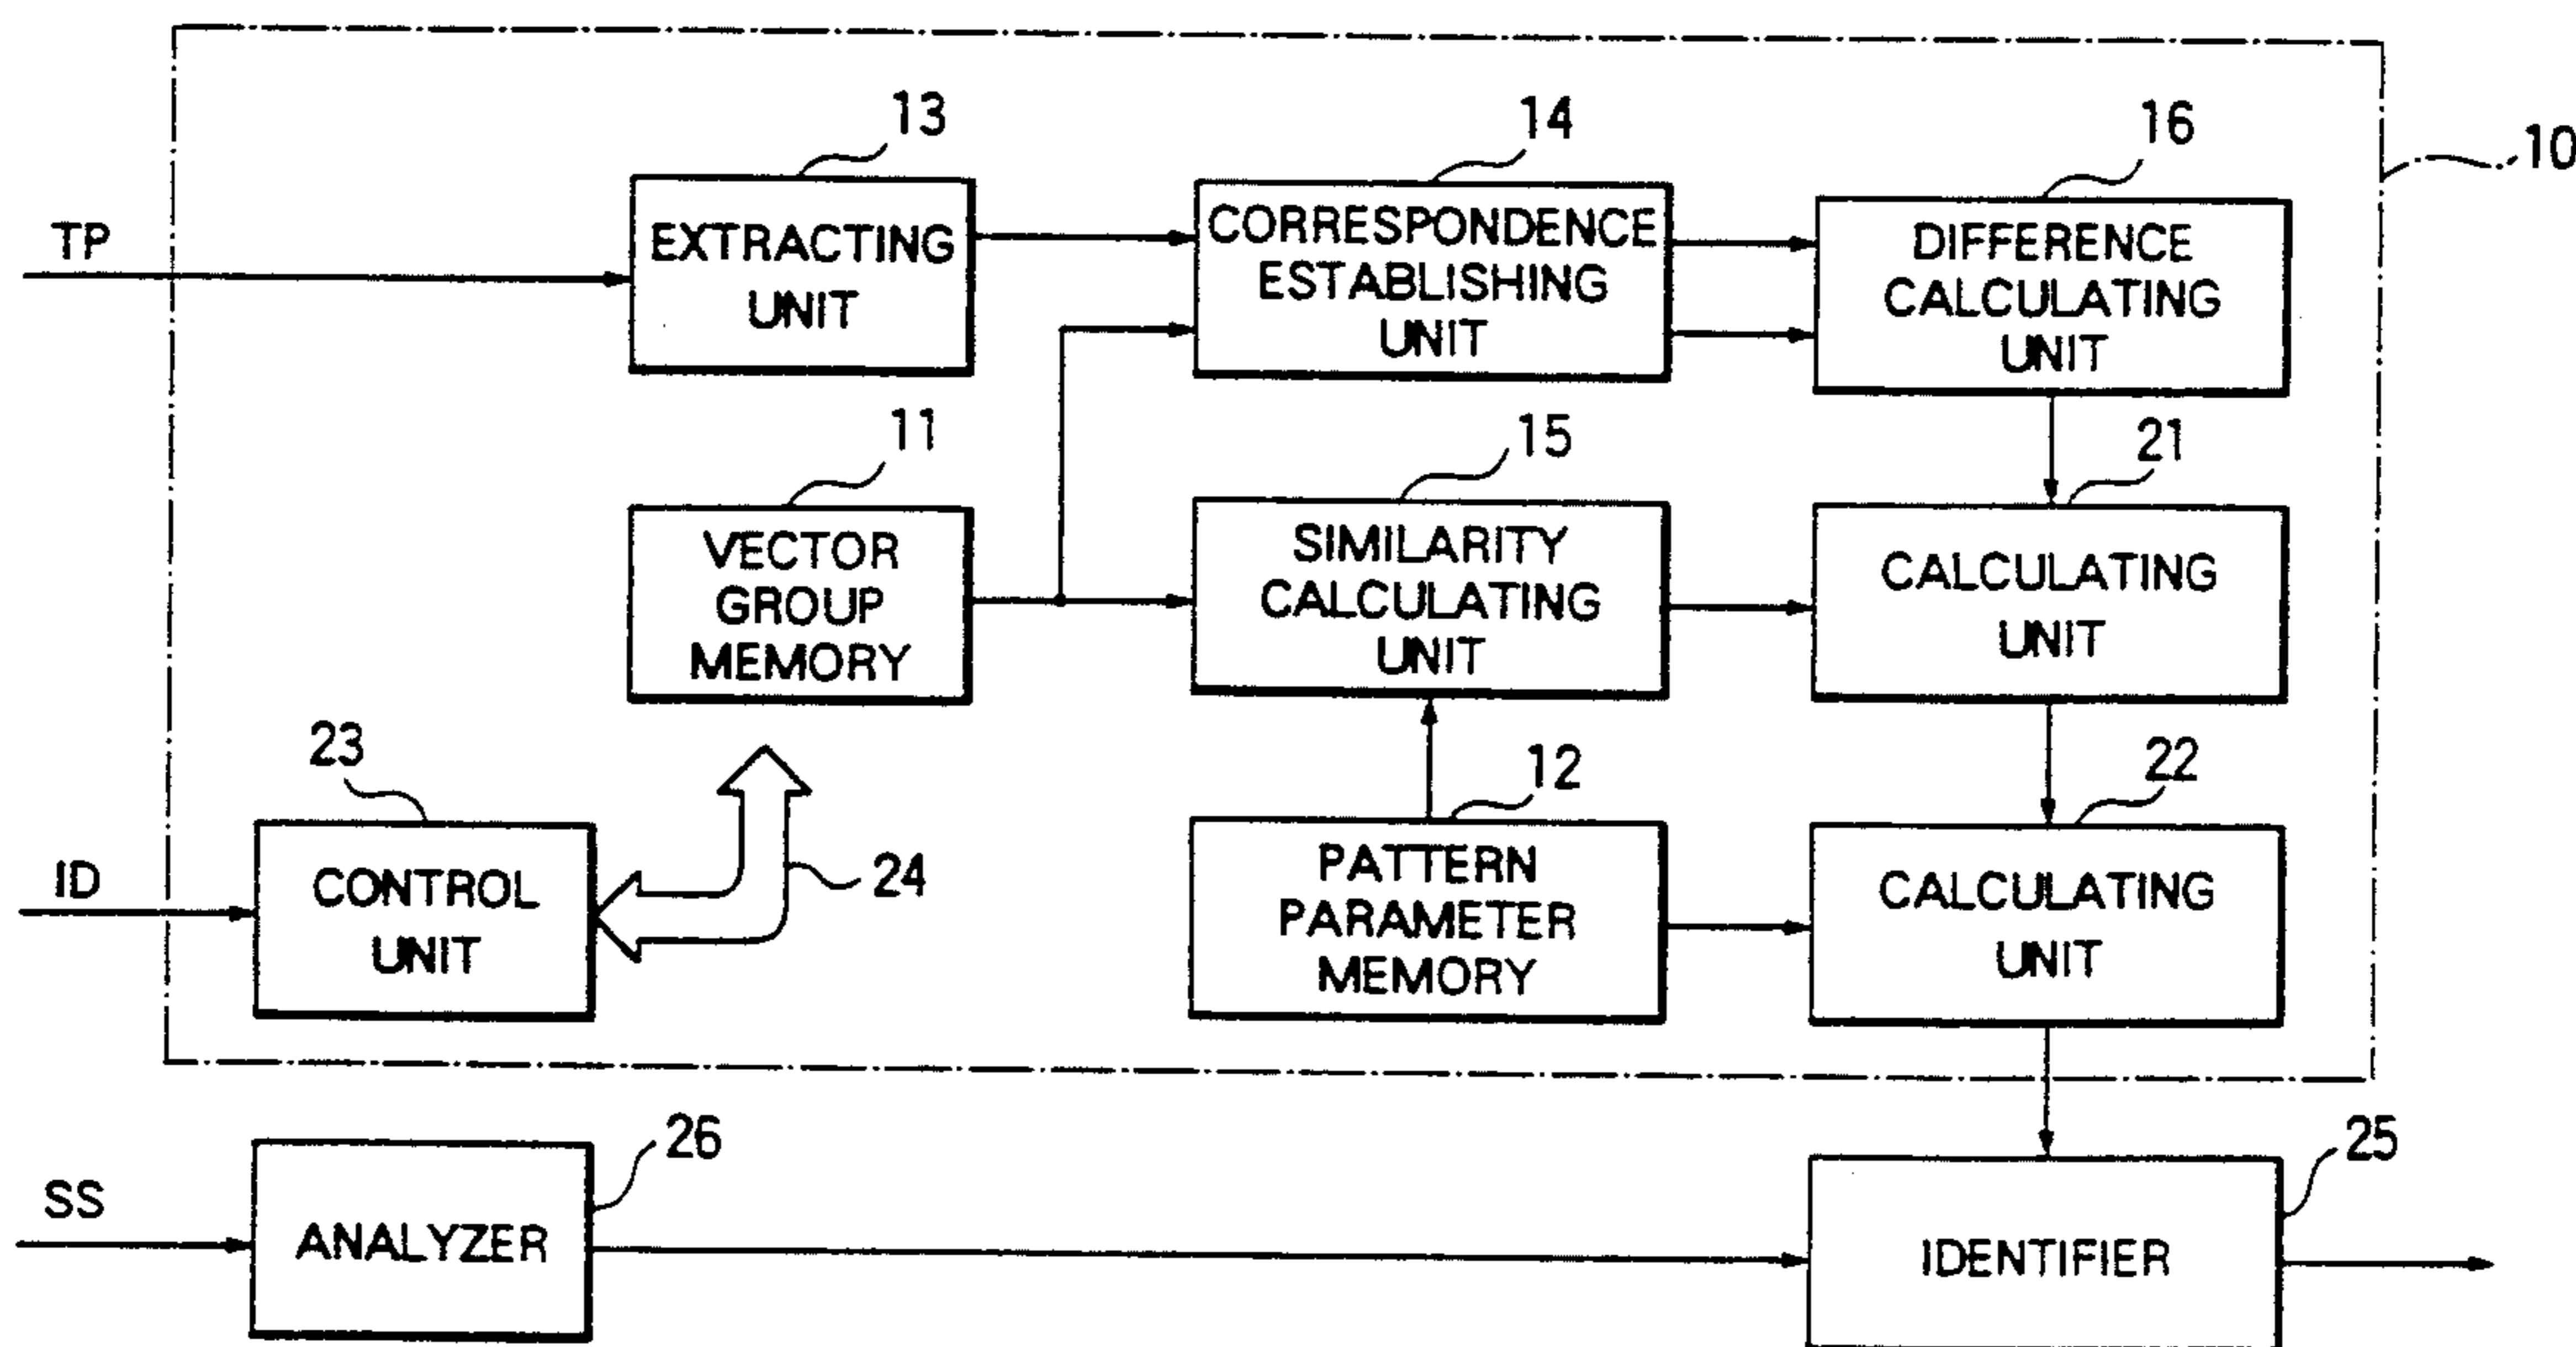 13
14
16
10
TP
EXTRACTING
UNIT
CORRESPONDENCE
ESTABLISHING
UNIT
DIFFERENCE
CALCULATING
UNIT
11
15
21
VECTOR
GROUP
MEMORY
SIMILARITY
CALCULATING
UNIT
CALCULATING
UNIT
23
12
22
ID
CONTROL
UNIT
24
PATTERN
PARAMETER
MEMORY
CALCULATING
UNIT
26
25
SS
ANALYZER
IDENTIFIER